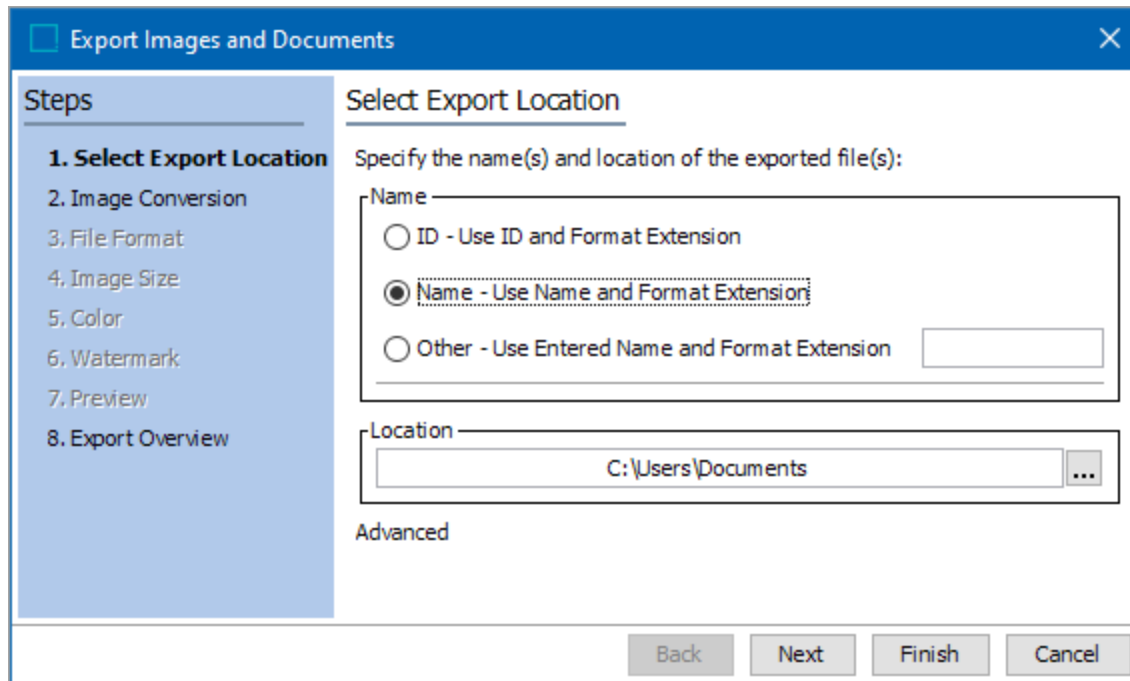 Export Images and Documents
Steps
1. Select Export Location
2. Image Conversion
3. File Format
4. Image Size
5. Color
6. Watermark
7. Preview
8. Export Overview
Select Export Location
Specify the name(s) and location of the exported file(s):
Name
ID - Use ID and Format Extension
Name - Use Name and Format Extension
Other - Use Entered Name and Format Extension
Location
C:\Users\Documents
...
Advanced
Back Next Finish Cancel